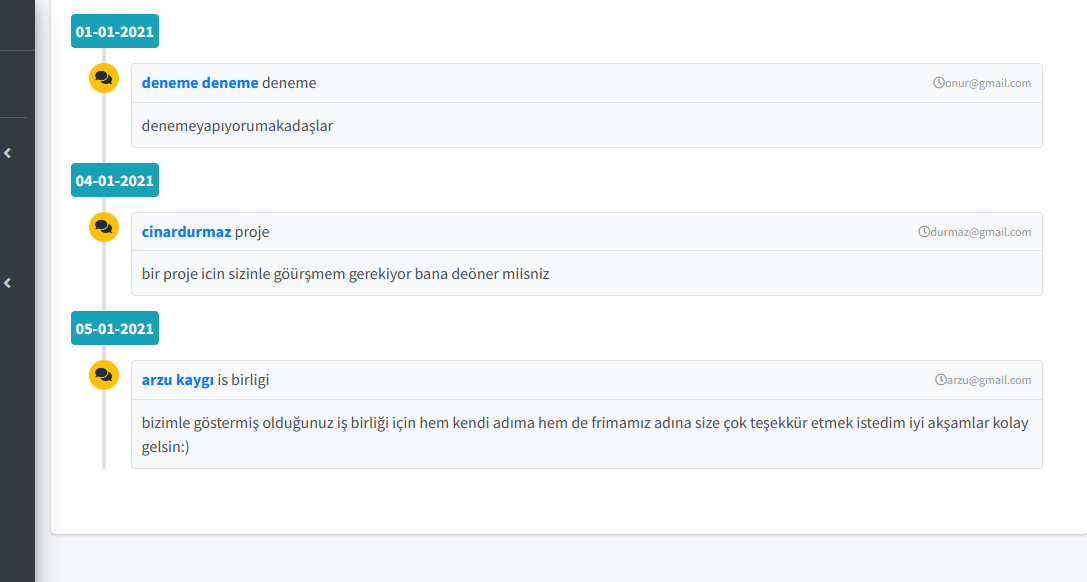 01-01-2021
deneme deneme deneme onur@gmail.com
denemeyapıyorumakadaşlar
04-01-2021
cinardurmaz proje durmaz@gmail.com
bir proje icin sizinle göürşmem gerekiyor bana deöner miisniz
05-01-2021
arzu kaygı is birligi arzu@gmail.com
bizimle göstermiş olduğunuz iş birliği için hem kendi adıma hem de frimamız adına size çok teşekkür etmek istedim iyi akşamlar kolay
gelsin:)